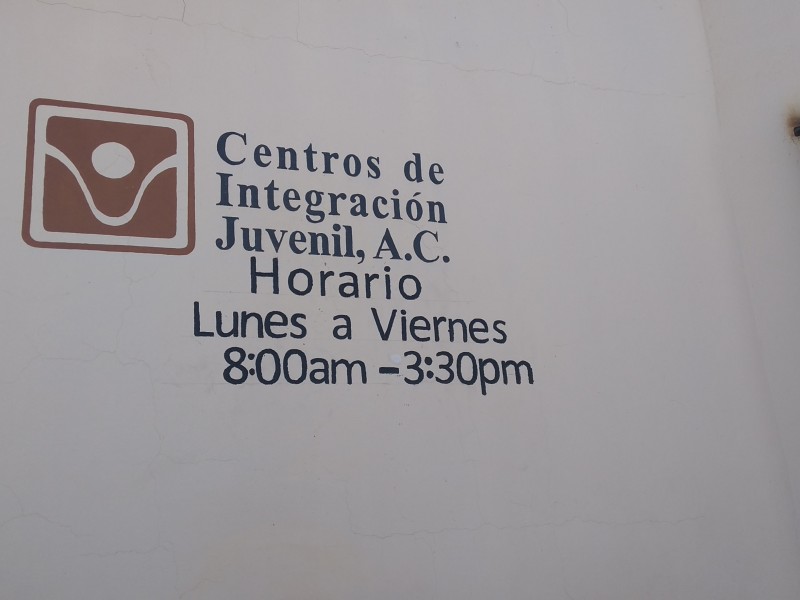 Centros de
Integración
Juvenil, A.C.
Horario
Lunes a Viernes
8:00am - 3:30pm